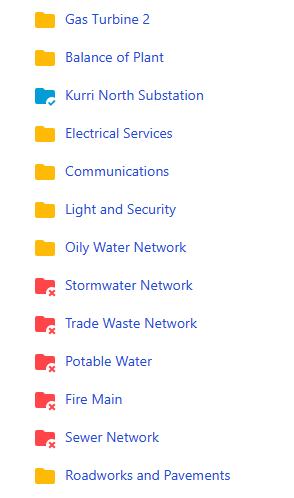 Gas Turbine 2
Balance of Plant
Kurri North Substation
Electrical Services
Communications
Light and Security
Oily Water Network
Stormwater Network
Trade Waste Network
Potable Water
Fire Main
Sewer Network
Roadworks and Pavements